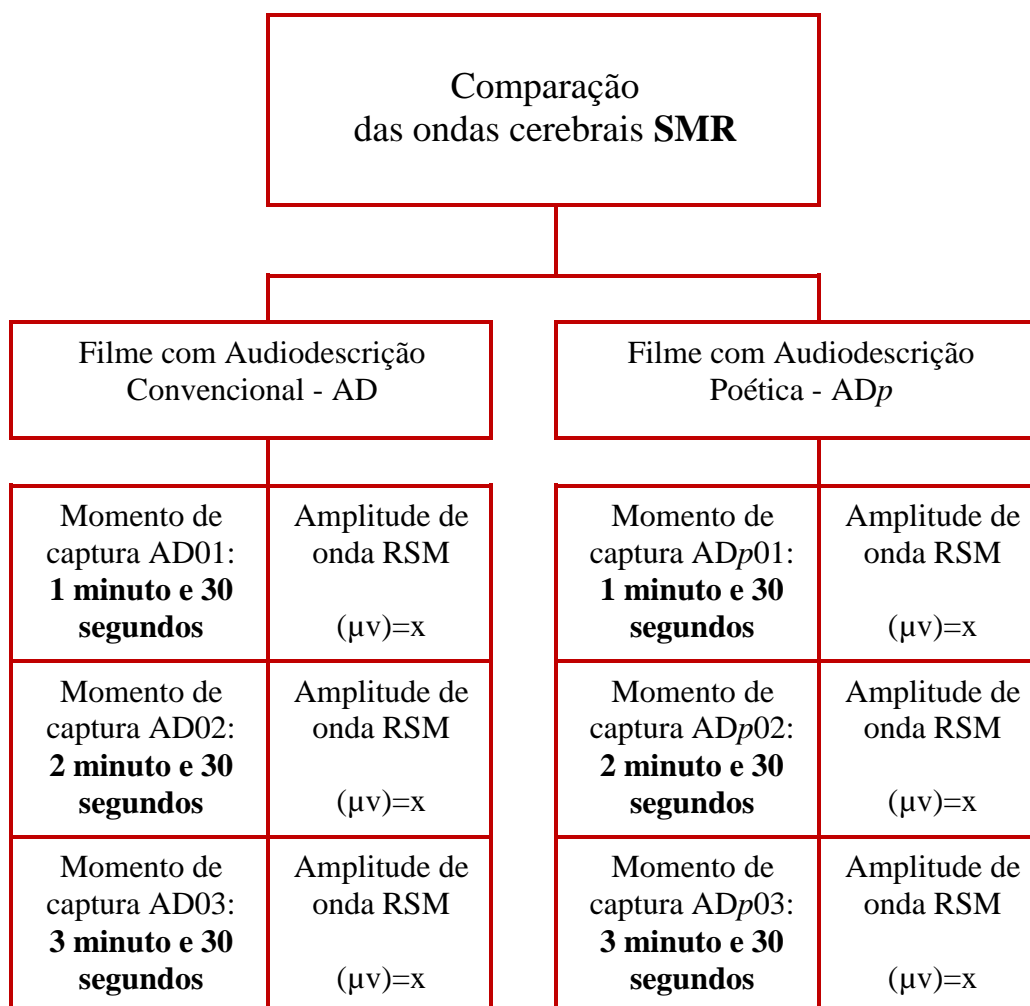 Comparação
das ondas cerebrais SMR
Filme com Audiodescrição
Convencional - AD
Filme com Audiodescrição
Poética - ADp
Momento de
captura AD01:
1 minuto e 30
segundos
Amplitude de
onda RSM
(µv)=x
Momento de
captura ADp01:
1 minuto e 30
segundos
Amplitude de
onda RSM
(µv)=x
Momento de
captura AD02:
2 minuto e 30
segundos
Amplitude de
onda RSM
(µv)=x
Momento de
captura ADp02:
2 minuto e 30
segundos
Amplitude de
onda RSM
(µv)=x
Momento de
captura AD03:
3 minuto e 30
segundos
Amplitude de
onda RSM
(µv)=x
Momento de
captura ADp03:
3 minuto e 30
segundos
Amplitude de
onda RSM
(µv)=x